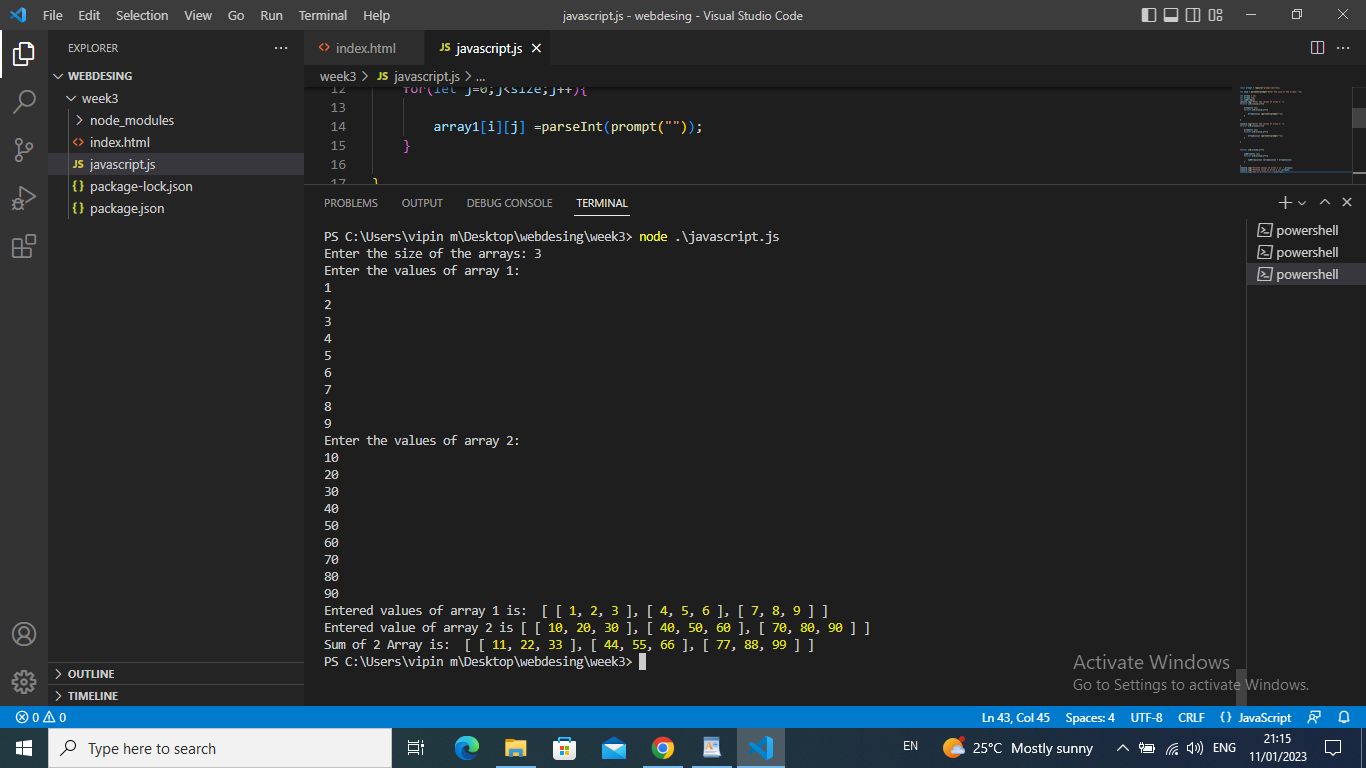 File Edit Selection View Go Run Terminal Help
javascript.js - webdesing - Visual Studio Code
EXPLORER
WEBDESING
week3
node_modules
index.html
JS javascript.js
{} package-lock.json
{} package.json
OUTLINE
TIMELINE
index.html
JS javascript.js
week3 > JS javascript.js > ...
12 for(let j=0;j<size;j++){
13
14 array1[i][j] =parseInt(prompt(""));
15 }
16
17 }
PROBLEMS OUTPUT DEBUG CONSOLE TERMINAL
PS C:\Users\vipin m\Desktop\webdesing\week3> node .\javascript.js
Enter the size of the arrays: 3
Enter the values of array 1:
1
2
3
4
5
6
7
8
9
Enter the values of array 2:
10
20
30
40
50
60
70
80
90
Entered values of array 1 is:  [ [ 1, 2, 3 ], [ 4, 5, 6 ], [ 7, 8, 9 ] ]
Entered value of array 2 is [ [ 10, 20, 30 ], [ 40, 50, 60 ], [ 70, 80, 90 ] ]
Sum of 2 Array is:  [ [ 11, 22, 33 ], [ 44, 55, 66 ], [ 77, 88, 99 ] ]
PS C:\Users\vipin m\Desktop\webdesing\week3>
powershell
powershell
powershell
Activate Windows
Go to Settings to activate Windows.
0 0
Ln 43, Col 45 Spaces: 4 UTF-8 CRLF {} JavaScript
Type here to search
EN
25°C Mostly sunny
ENG
21:15
11/01/2023